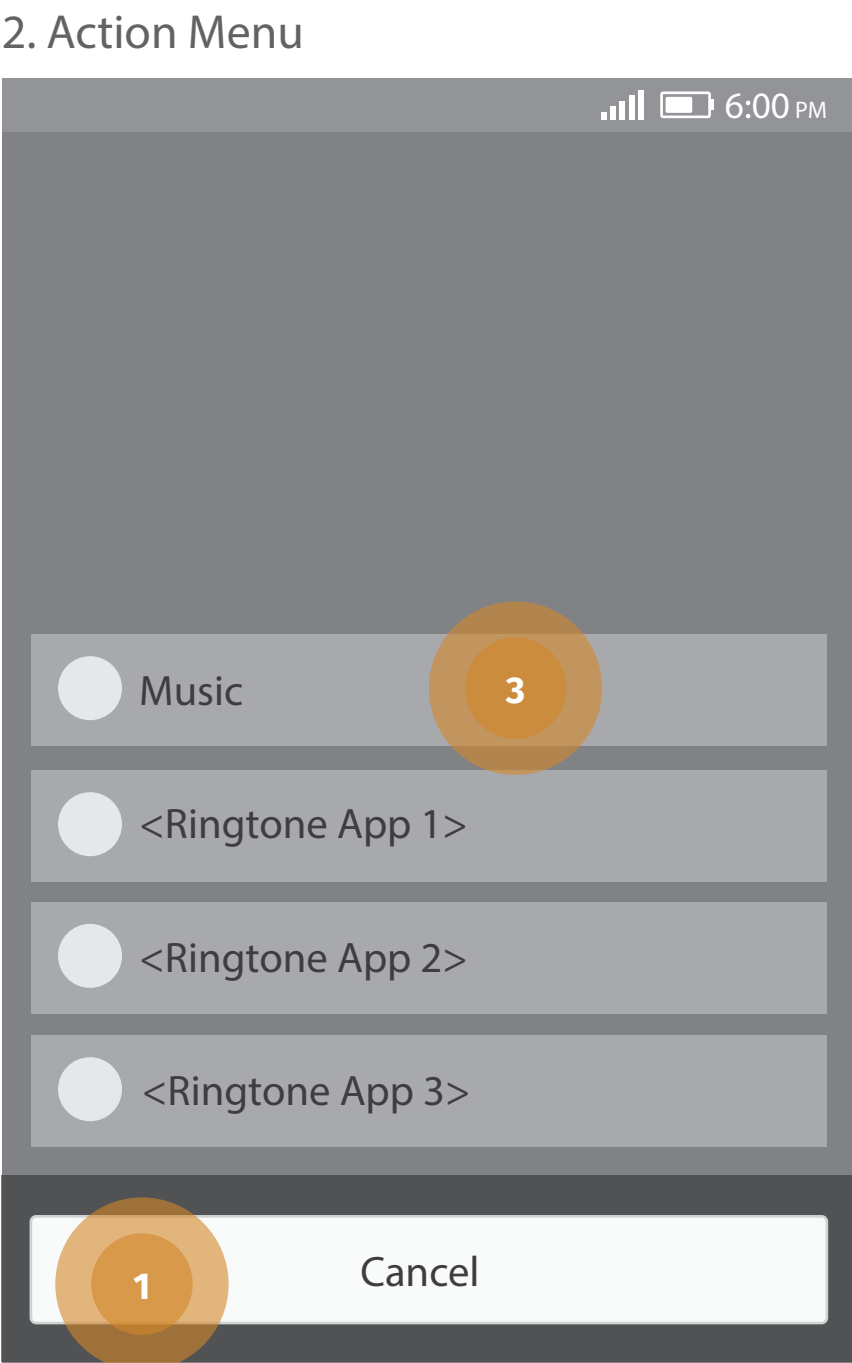 2. Action Menu
6:00 PM
Music
3
<Ringtone App 1>
<Ringtone App 2>
<Ringtone App 3>
1
Cancel